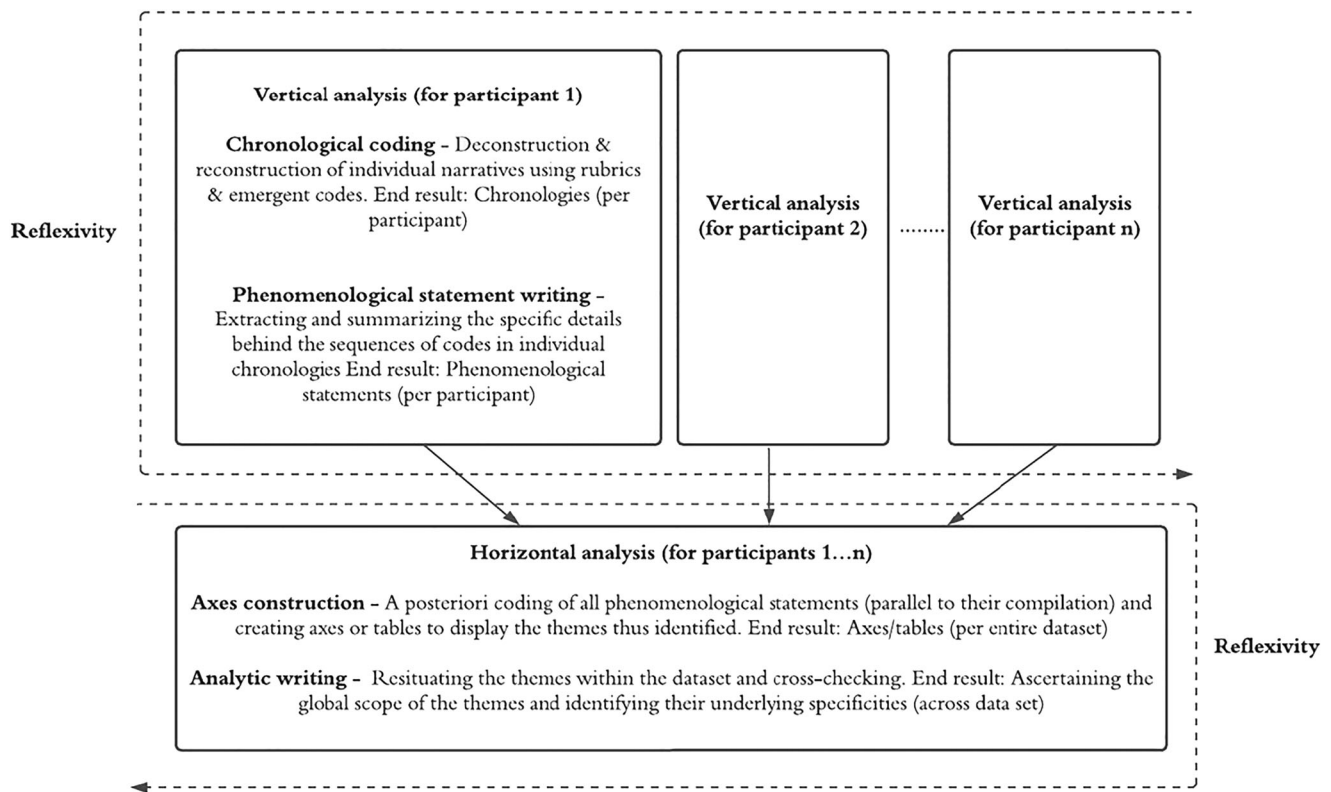 Vertical analysis (for participant 1)
Chronological coding – Deconstruction &
reconstruction of individual narratives using rubrics
& emergent codes. End result: Chronologies (per
participant)
Phenomenological statement writing –
Extracting and summarizing the specific details
behind the sequences of codes in individual
chronologies End result: Phenomenological
statements (per participant)
Vertical analysis
(for participant 2)
........
Vertical analysis
(for participant n)
Reflexivity
Horizontal analysis (for participants 1...n)
Axes construction – A posteriori coding of all phenomenological statements (parallel to their compilation) and
creating axes or tables to display the themes thus identified. End result: Axes/tables (per entire dataset)
Analytic writing – Resituating the themes within the dataset and cross-checking. End result: Ascertaining the
global scope of the themes and identifying their underlying specificities (across data set)
Reflexivity